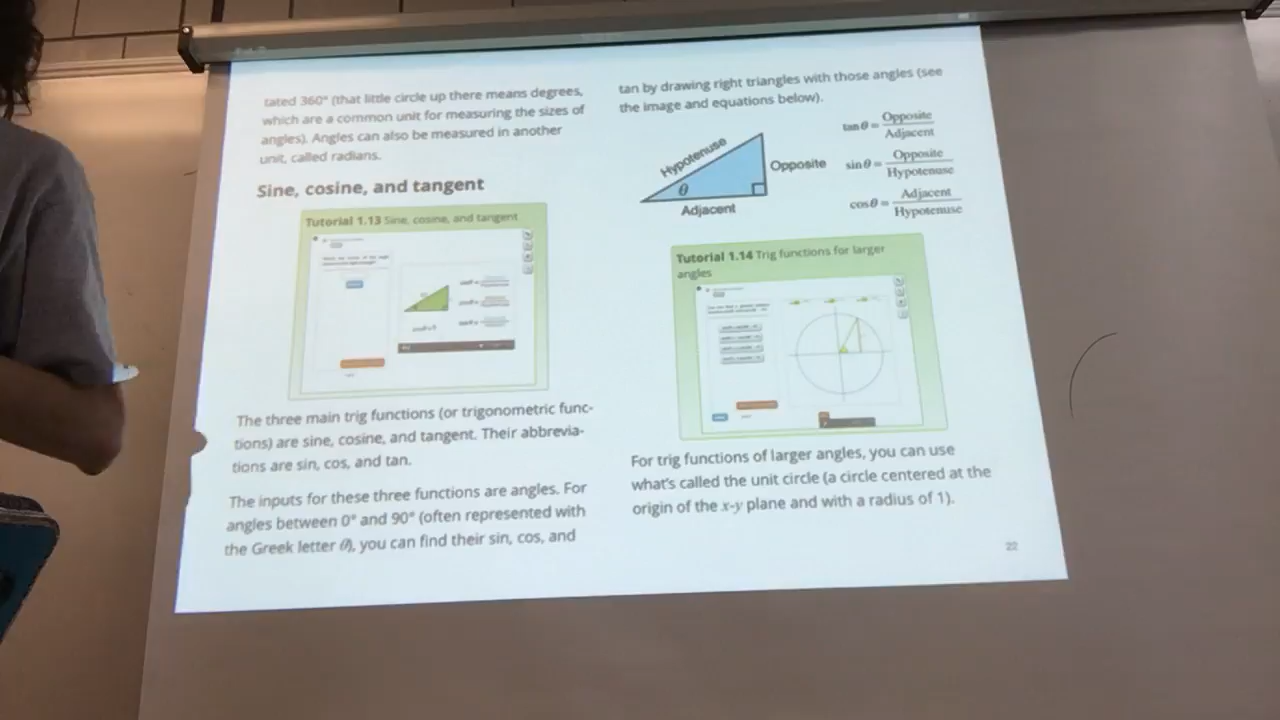 tated 360° (that little circle up there means degrees,
which are a common unit for measuring the sizes of
angles). Angles can also be measured in another
unit, called radians.
Sine, cosine, and tangent
Tutorial 1.13 Sine, cosine, and tangent
The three main trig functions (or trigonometric func-
tions) are sine, cosine, and tangent. Their abbrevia-
tions are sin, cos, and tan.
The inputs for these three functions are angles. For
angles between 0° and 90° (often represented with
the Greek letter θ), you can find their sin, cos, and
tan by drawing right triangles with those angles (see
the image and equations below).
Hypotenuse
Opposite
θ
Adjacent
tan θ = Opposite
Adjacent
sin θ = Opposite
Hypotenuse
cos θ = Adjacent
Hypotenuse
Tutorial 1.14 Trig functions for larger
angles
For trig functions of larger angles, you can use
what's called the unit circle (a circle centered at the
origin of the x-y plane and with a radius of 1).
22